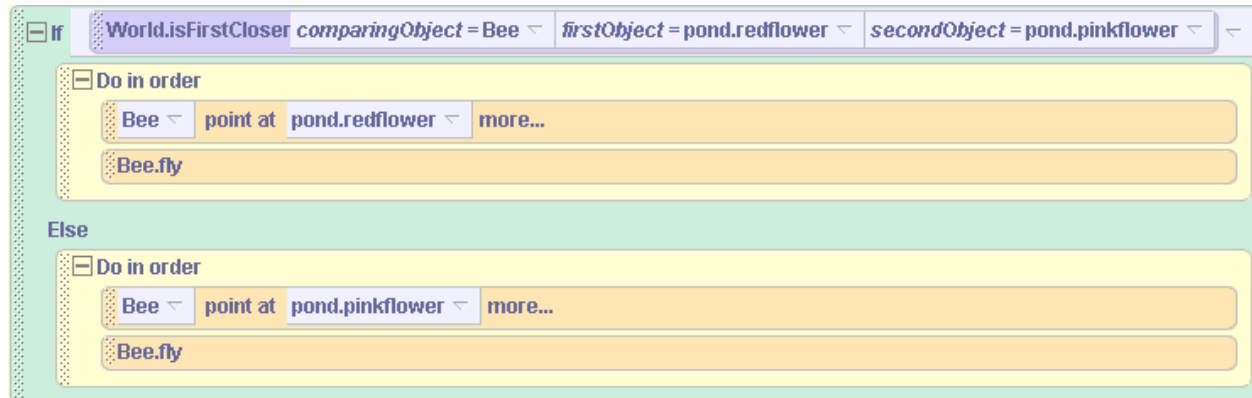 If World.isFirstCloser comparingObject = Bee firstObject = pond.redflower secondObject = pond.pinkflower
Do in order
Bee point at pond.redflower more...
Bee.fly
Else
Do in order
Bee point at pond.pinkflower more...
Bee.fly